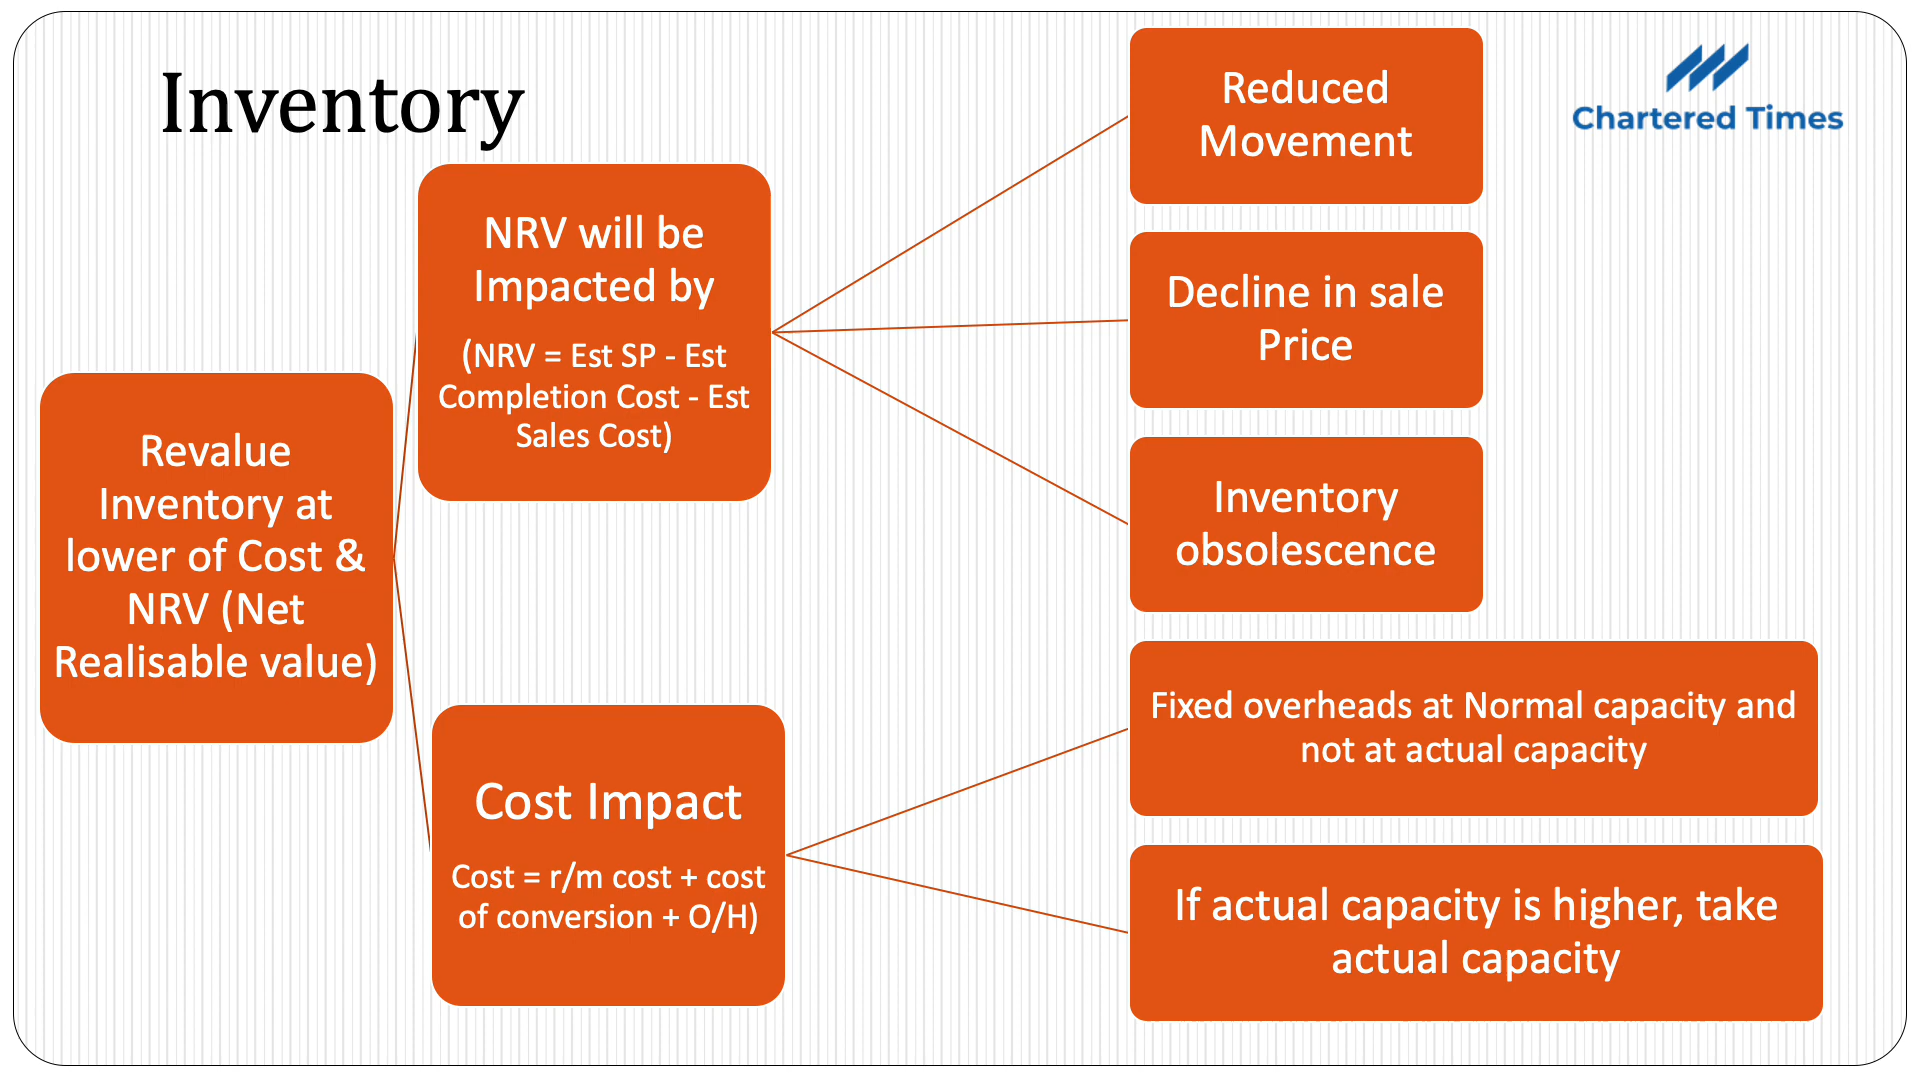 Inventory
Chartered Times
Revalue
Inventory at
lower of Cost &
NRV (Net
Realisable value)
NRV will be
Impacted by
(NRV = Est SP - Est
Completion Cost - Est
Sales Cost)
Reduced
Movement
Decline in sale
Price
Inventory
obsolescence
Cost Impact
Cost = r/m cost + cost
of conversion + O/H)
Fixed overheads at Normal capacity and
not at actual capacity
If actual capacity is higher, take
actual capacity